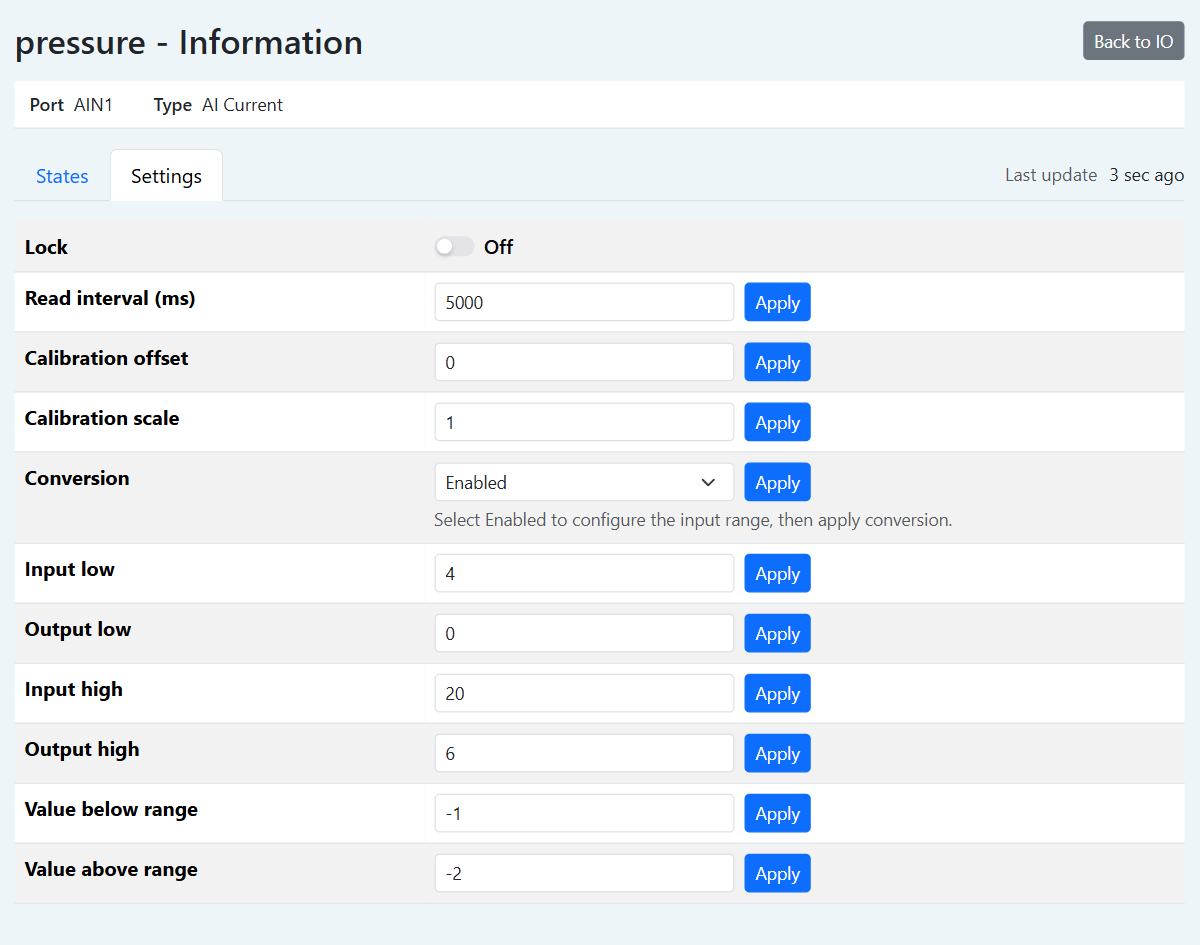 pressure - Information
Back to IO
Port AIN1 Type AI Current
States Settings Last update 3 sec ago
Lock Off
Read interval (ms) 5000 Apply
Calibration offset 0 Apply
Calibration scale 1 Apply
Conversion Enabled Apply
Select Enabled to configure the input range, then apply conversion.
Input low 4 Apply
Output low 0 Apply
Input high 20 Apply
Output high 6 Apply
Value below range -1 Apply
Value above range -2 Apply